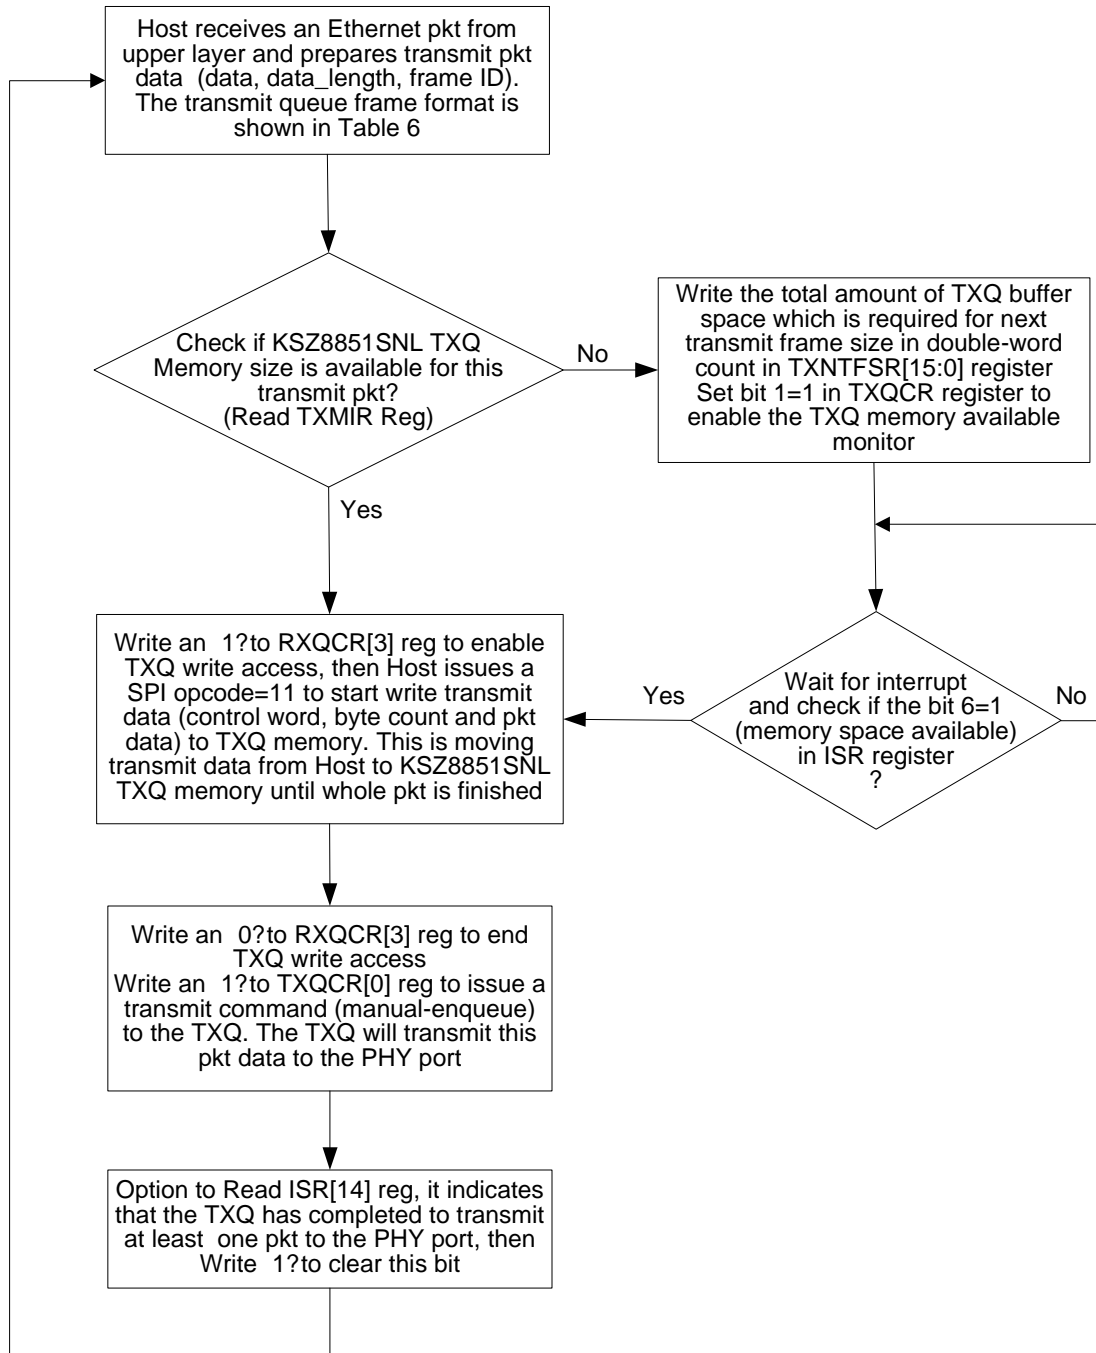 Host receives an Ethernet pkt from
upper layer and prepares transmit pkt
data (data, data_length, frame ID).
The transmit queue frame format is
shown in Table 6
Check if KSZ8851SNL TXQ
Memory size is available for this
transmit pkt?
(Read TXMIR Reg)
No
Write the total amount of TXQ buffer
space which is required for next
transmit frame size in double-word
count in TXNTFSR[15:0] register
Set bit 1=1 in TXQCR register to
enable the TXQ memory available
monitor
Yes
Write an 1?to RXQCR[3] reg to enable
TXQ write access, then Host issues a
SPI opcode=11 to start write transmit
data (control word, byte count and pkt
data) to TXQ memory. This is moving
transmit data from Host to KSZ8851SNL
TXQ memory until whole pkt is finished
Yes
Wait for interrupt
and check if the bit 6=1
(memory space available)
in ISR register
?
No
Write an 0?to RXQCR[3] reg to end
TXQ write access
Write an 1?to TXQCR[0] reg to issue a
transmit command (manual-enqueue)
to the TXQ. The TXQ will transmit this
pkt data to the PHY port
Option to Read ISR[14] reg, it indicates
that the TXQ has completed to transmit
at least one pkt to the PHY port, then
Write 1?to clear this bit